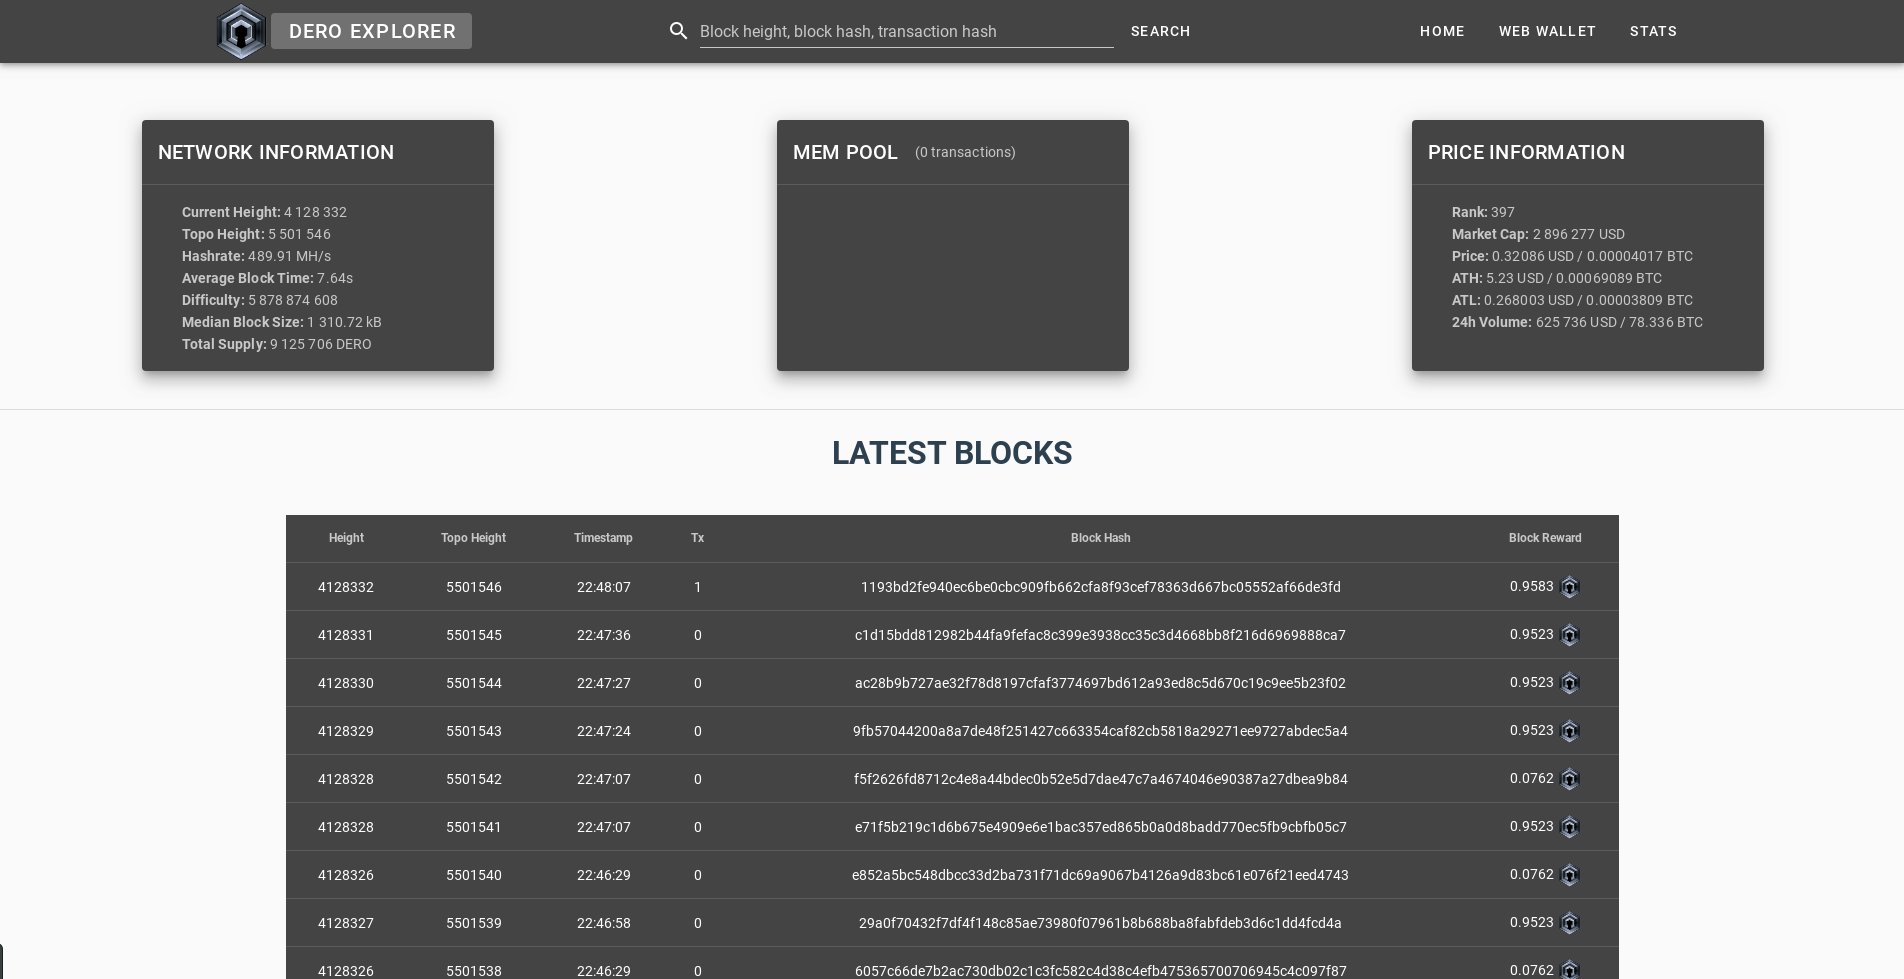 DERO EXPLORER
Block height, block hash, transaction hash
SEARCH
HOME
WEB WALLET
STATS
NETWORK INFORMATION
Current Height: 4 128 332
Topo Height: 5 501 546
Hashrate: 489.91 MH/s
Average Block Time: 7.64s
Difficulty: 5 878 874 608
Median Block Size: 1 310.72 kB
Total Supply: 9 125 706 DERO
MEM POOL (0 transactions)
PRICE INFORMATION
Rank: 397
Market Cap: 2 896 277 USD
Price: 0.32086 USD / 0.00004017 BTC
ATH: 5.23 USD / 0.00069089 BTC
ATL: 0.268003 USD / 0.00003809 BTC
24h Volume: 625 736 USD / 78.336 BTC
LATEST BLOCKS
Height Topo Height Timestamp Tx Block Hash Block Reward
4128332 5501546 22:48:07 1 1193bd2fe940ec6be0cbc909fb662cfa8f93cef78363d667bc05552af66de3fd 0.9583
4128331 5501545 22:47:36 0 c1d15bdd812982b44fa9fefac8c399e3938cc35c3d4668bb8f216d6969888ca7 0.9523
4128330 5501544 22:47:27 0 ac28b9b727ae32f78d8197cfaf3774697bd612a93ed8c5d670c19c9ee5b23f02 0.9523
4128329 5501543 22:47:24 0 9fb57044200a8a7de48f251427c663354caf82cb5818a29271ee9727abdec5a4 0.9523
4128328 5501542 22:47:07 0 f5f2626fd8712c4e8a44bdec0b52e5d7dae47c7a4674046e90387a27dbea9b84 0.0762
4128328 5501541 22:47:07 0 e71f5b219c1d6b675e4909e6e1bac357ed865b0a0d8badd770ec5fb9cbfb05c7 0.9523
4128326 5501540 22:46:29 0 e852a5bc548dbcc33d2ba731f71dc69a9067b4126a9d83bc61e076f21eed4743 0.0762
4128327 5501539 22:46:58 0 29a0f70432f7df4f148c85ae73980f07961b8b688ba8fabfdeb3d6c1dd4fcd4a 0.9523
4128326 5501538 22:46:29 0 6057c66de7b2ac730db02c1c3fc582c4d38c4efb475365700706945c4c097f87 0.0762